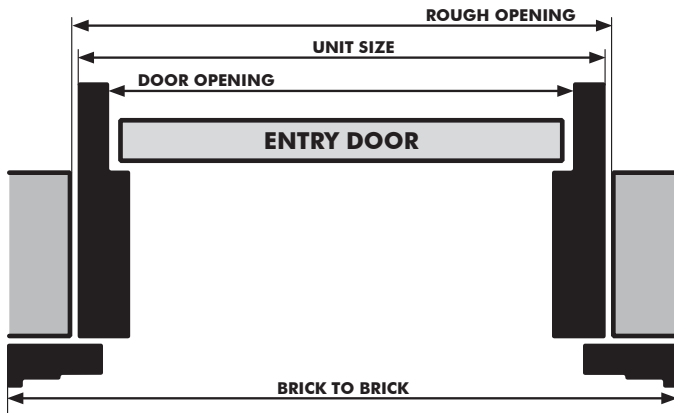 ROUGH OPENING
UNIT SIZE
DOOR OPENING
ENTRY DOOR
BRICK TO BRICK